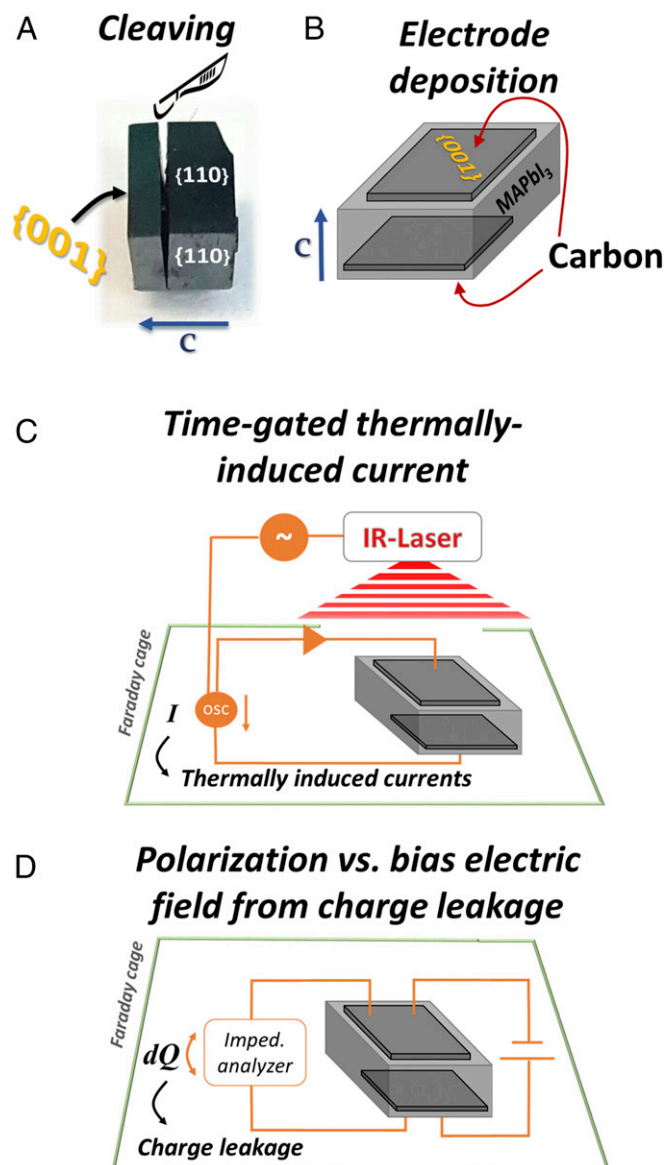 A
Cleaving
{110}
{110}
{001}
c
B
Electrode
deposition
{001}
MAPbI3
c
Carbon
C
Time-gated thermally-
induced current
~
IR-Laser
Faraday cage
I
osc
Thermally induced currents
D
Polarization vs. bias electric
field from charge leakage
Faraday cage
dQ
Imped.
analyzer
Charge leakage